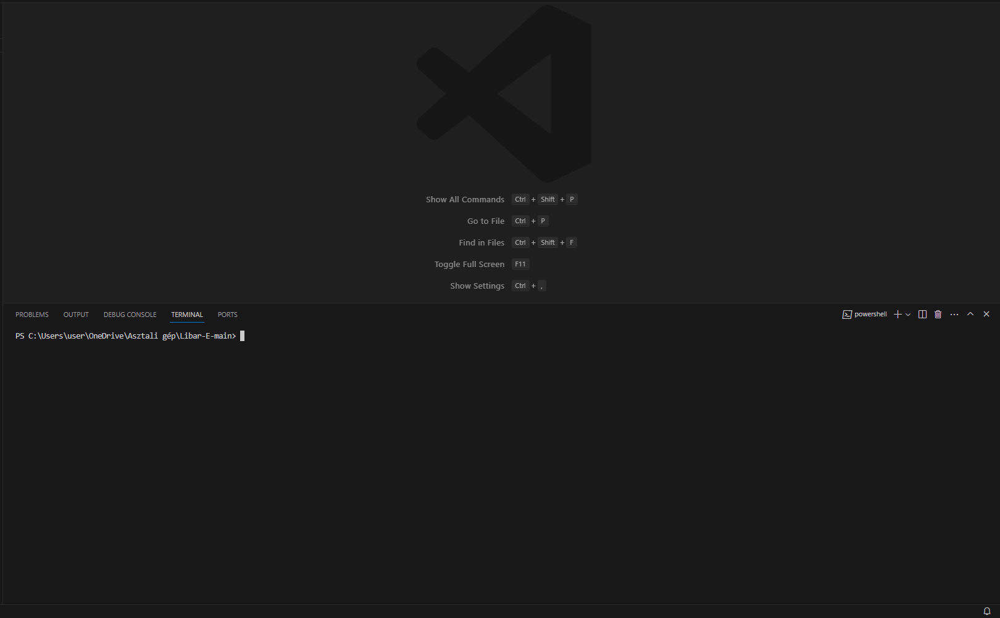 Show All Commands Ctrl + Shift + P
Go to File Ctrl + P
Find in Files Ctrl + Shift + F
Toggle Full Screen F11
Show Settings Ctrl + ,
PROBLEMS OUTPUT DEBUG CONSOLE TERMINAL PORTS powershell
PS C:\Users\user\OneDrive\Asztali gép\Libar-E-main>